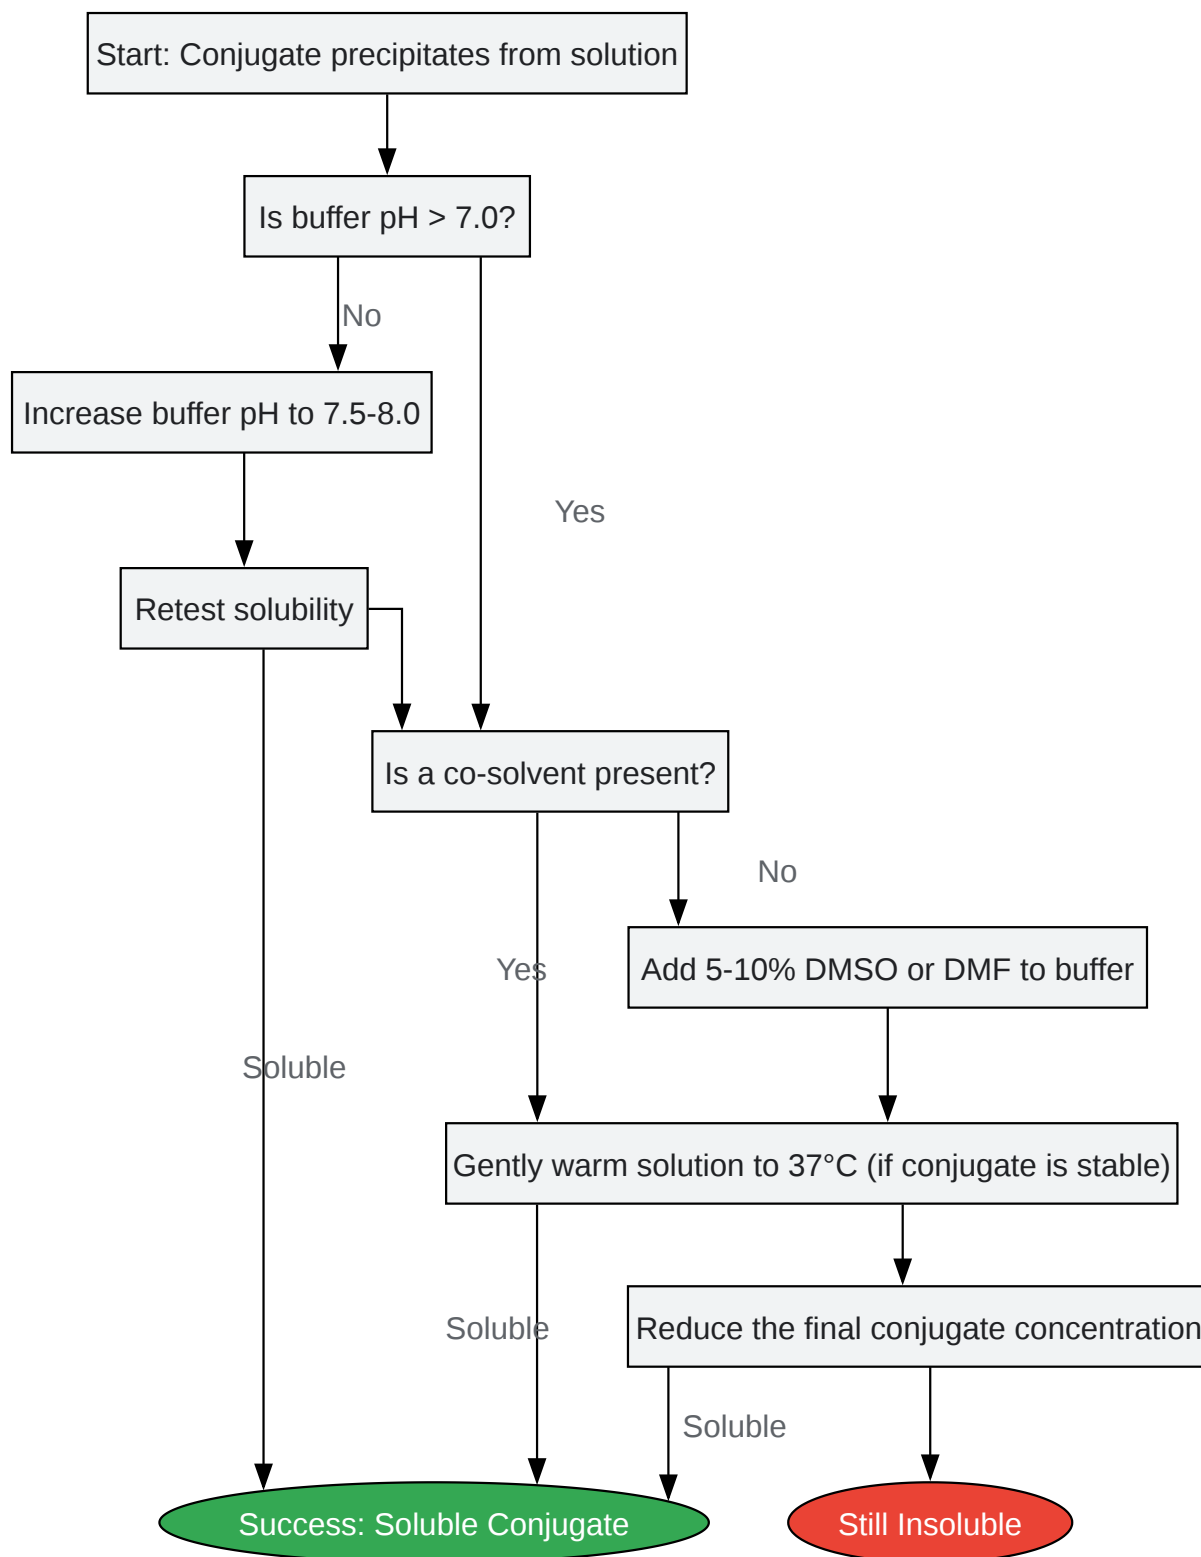 Start: Conjugate precipitates from solution
Is buffer pH > 7.0?
No
Increase buffer pH to 7.5-8.0
Yes
Retest solubility
Is a co-solvent present?
No
Yes
Add 5-10% DMSO or DMF to buffer
Soluble
Gently warm solution to 37°C (if conjugate is stable)
Soluble
Reduce the final conjugate concentration
Soluble
Success: Soluble Conjugate
Still Insoluble